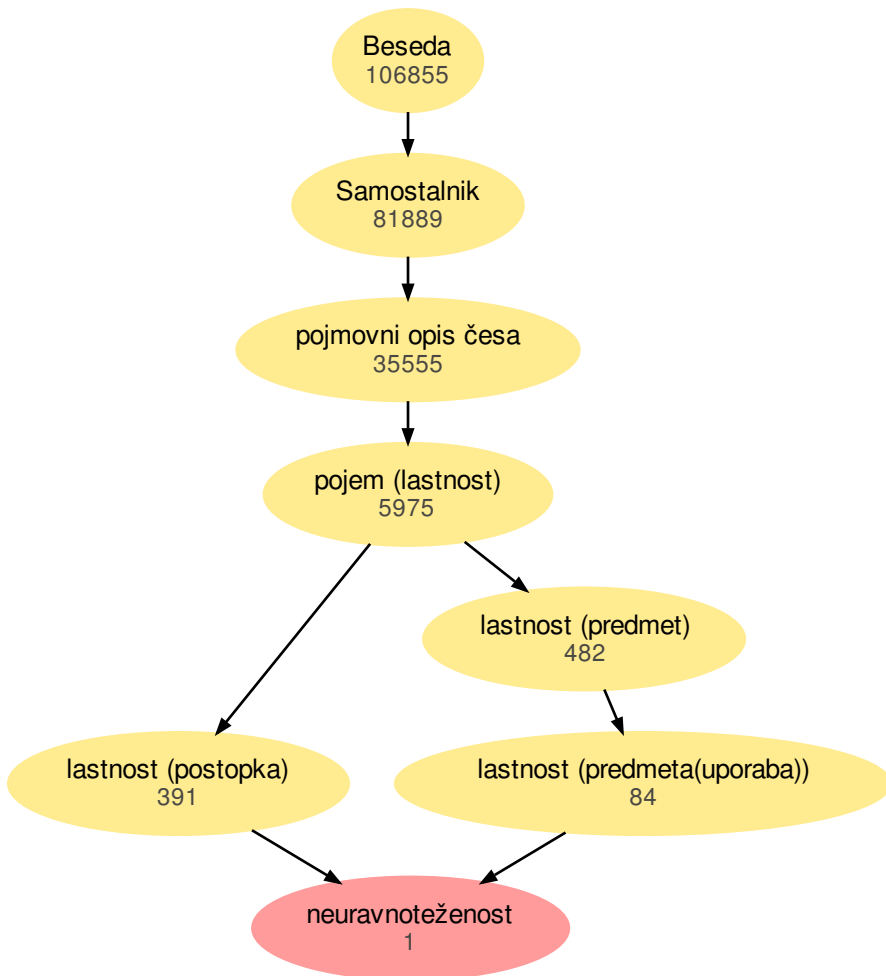 Beseda
106855
Samostalnik
81889
pojmovni opis česa
35555
pojem (lastnost)
5975
lastnost (predmet)
482
lastnost (postopka)
391
lastnost (predmeta(uporaba))
84
neuravnoteženost
1